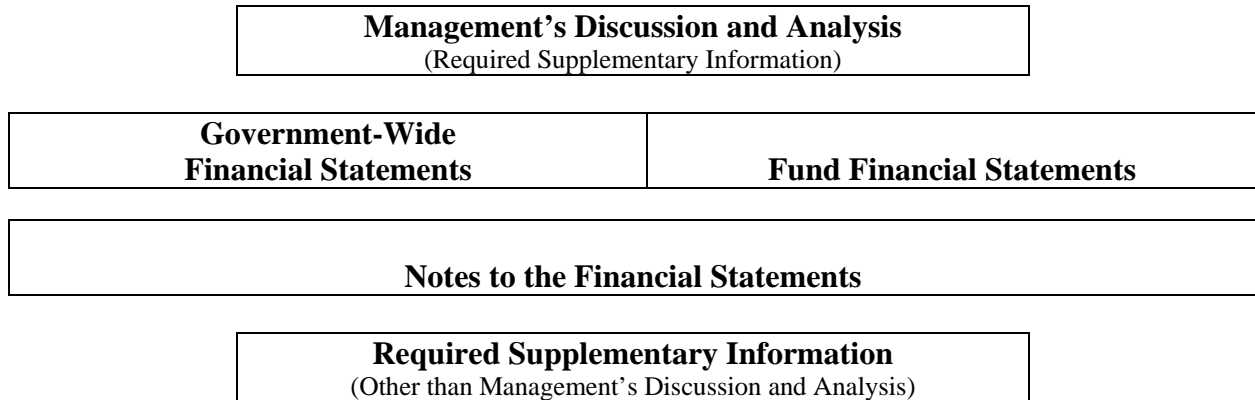 Management’s Discussion and Analysis
(Required Supplementary Information)
Government-Wide
Financial Statements
Fund Financial Statements
Notes to the Financial Statements
Required Supplementary Information
(Other than Management’s Discussion and Analysis)